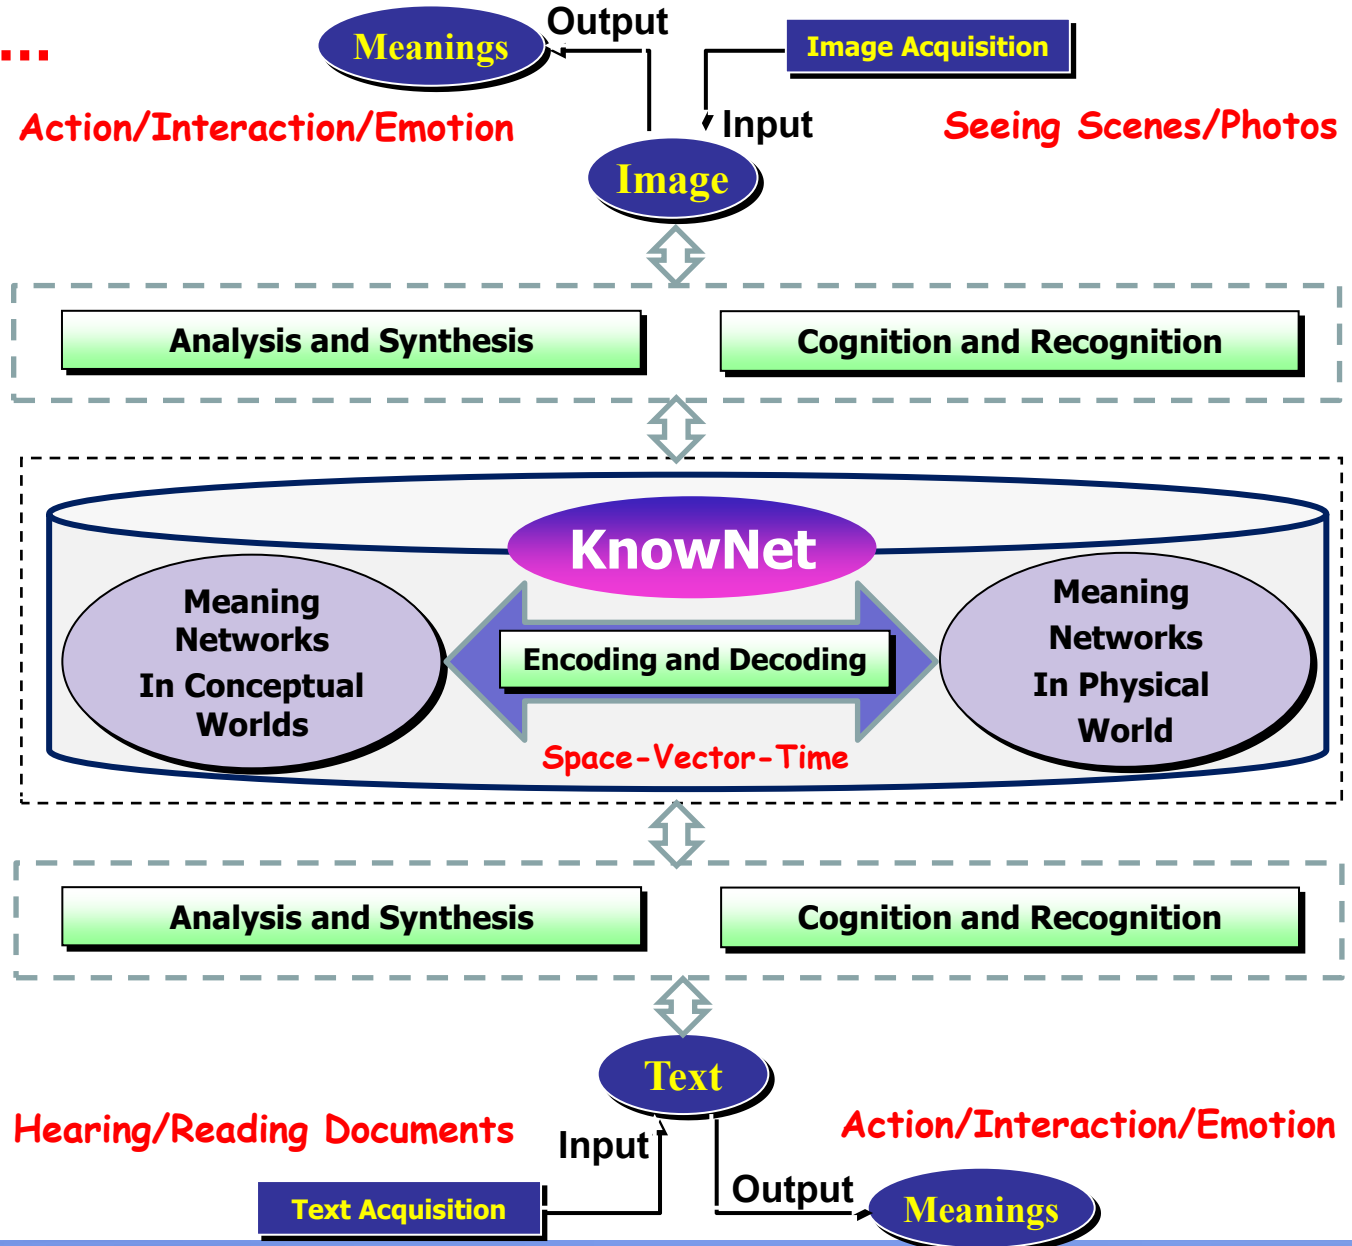 ...
Output
Meanings
Image Acquisition
Action/Interaction/Emotion
Input
Seeing Scenes/Photos
Image
Analysis and Synthesis
Cognition and Recognition
KnowNet
Meaning
Networks
In Conceptual
Worlds
Encoding and Decoding
Meaning
Networks
In Physical
World
Space-Vector-Time
Analysis and Synthesis
Cognition and Recognition
Text
Hearing/Reading Documents
Input
Action/Interaction/Emotion
Text Acquisition
Output
Meanings